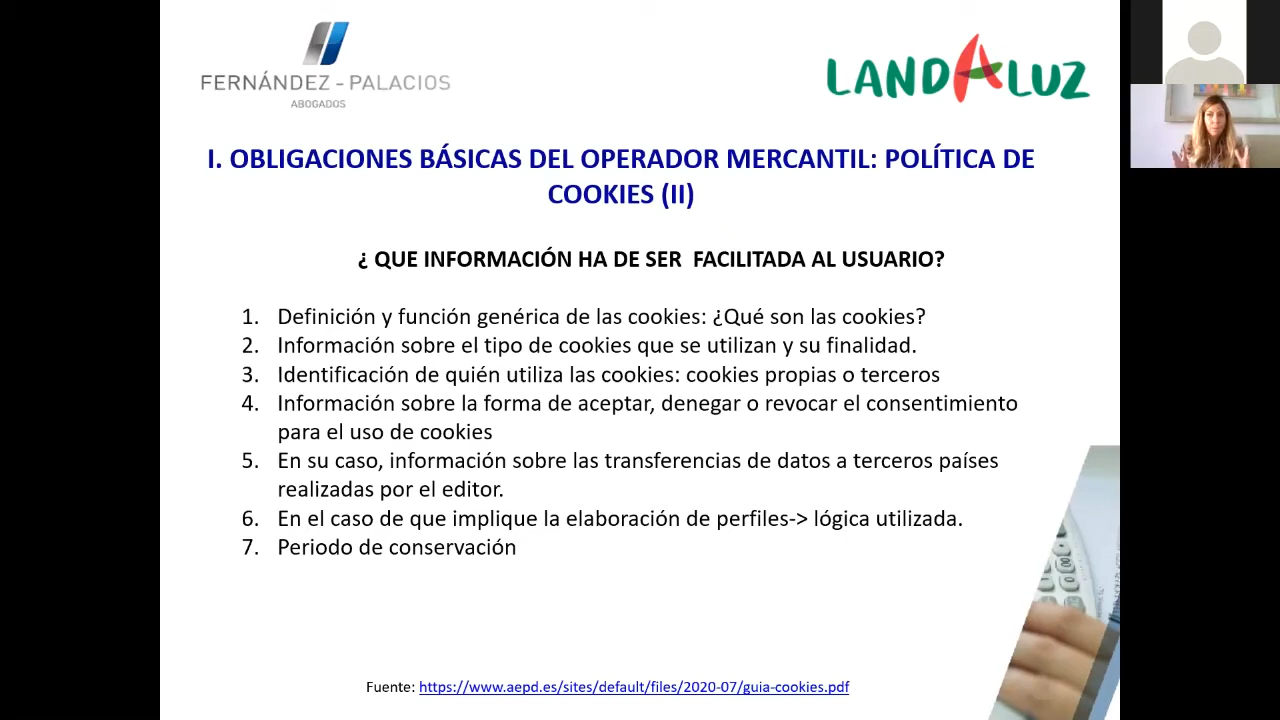 FERNÁNDEZ - PALACIOS
ABOGADOS
LANDALUZ
I. OBLIGACIONES BÁSICAS DEL OPERADOR MERCANTIL: POLÍTICA DE
COOKIES (II)
¿ QUE INFORMACIÓN HA DE SER FACILITADA AL USUARIO?
1. Definición y función genérica de las cookies: ¿Qué son las cookies?
2. Información sobre el tipo de cookies que se utilizan y su finalidad.
3. Identificación de quién utiliza las cookies: cookies propias o terceros
4. Información sobre la forma de aceptar, denegar o revocar el consentimiento
para el uso de cookies
5. En su caso, información sobre las transferencias de datos a terceros países
realizadas por el editor.
6. En el caso de que implique la elaboración de perfiles-> lógica utilizada.
7. Periodo de conservación
Fuente: https://www.aepd.es/sites/default/files/2020-07/guia-cookies.pdf